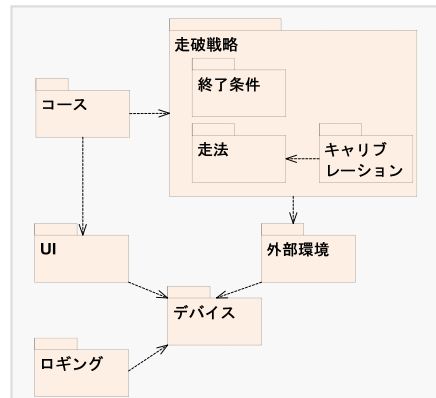 走破戦略
終了条件
コース
走法
キャリブ
レーション
UI
外部環境
デバイス
ロギング